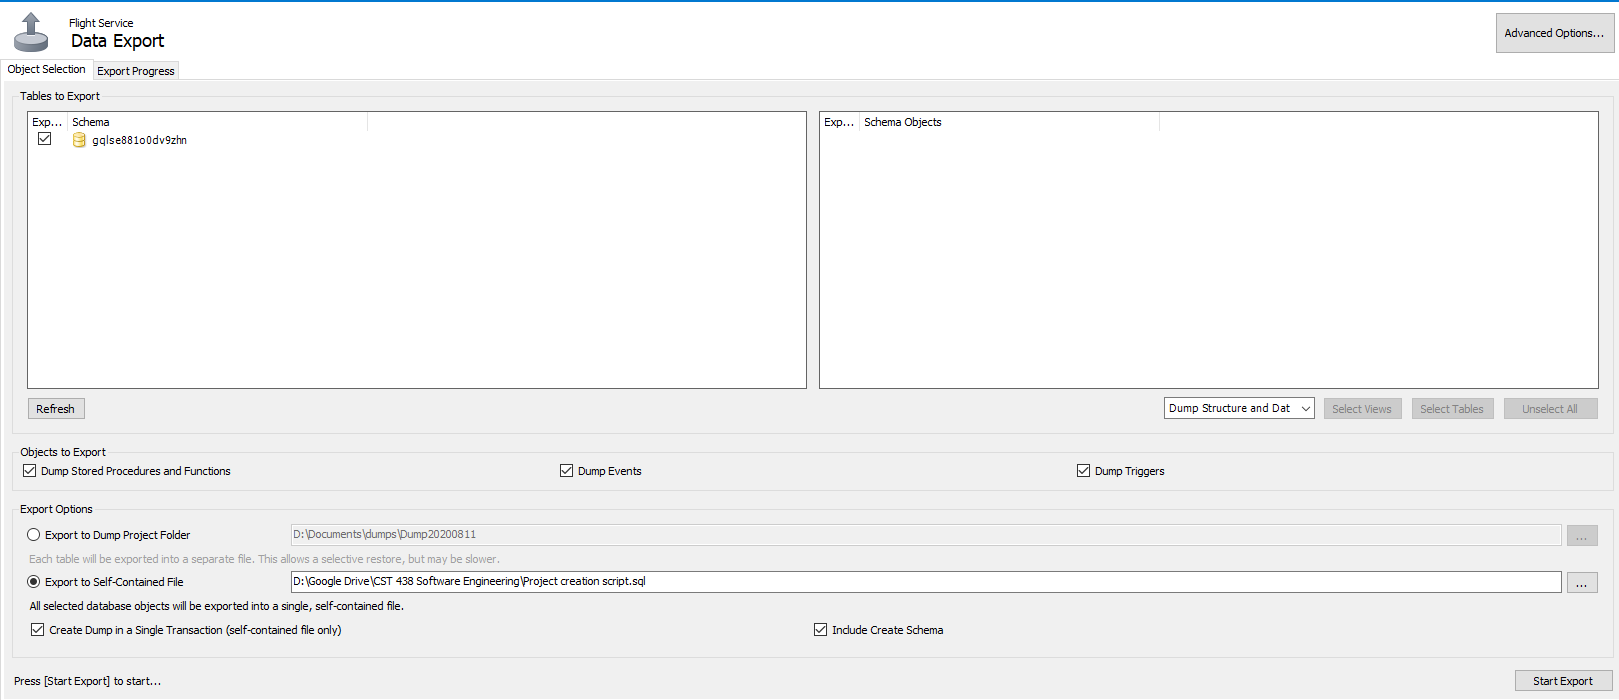 Flight Service
Data Export
Advanced Options...
Object Selection
Export Progress
Tables to Export
Exp... Schema
gqlse881o0dv9zhn
Exp... Schema Objects
Refresh
Dump Structure and Dat
Select Views
Select Tables
Unselect All
Objects to Export
Dump Stored Procedures and Functions
Dump Events
Dump Triggers
Export Options
Export to Dump Project Folder
D:\Documents\dumps\Dump20200811
...
Each table will be exported into a separate file. This allows a selective restore, but may be slower.
Export to Self-Contained File
D:\Google Drive\CST 438 Software Engineering\Project creation script.sql
...
All selected database objects will be exported into a single, self-contained file.
Create Dump in a Single Transaction (self-contained file only)
Include Create Schema
Press [Start Export] to start...
Start Export